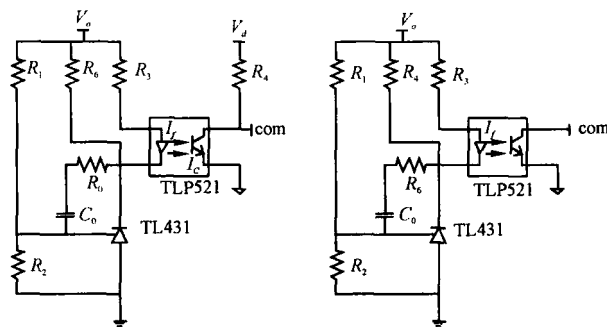 V_o
V_d
R_1
R_6
R_3
R_4
I_f
com
I_c
R_0
TLP521
C_0
TL431
R_2
V_o
R_1
R_4
R_3
I_f
com
R_6
TLP521
C_0
TL431
R_2